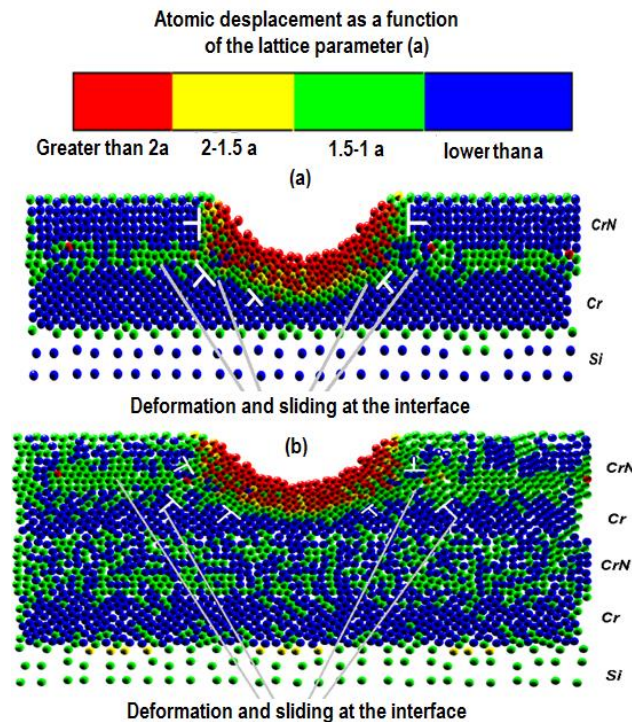 Atomic desplacement as a function
of the lattice parameter (a)
Greater than 2a 2-1.5 a 1.5-1 a lower than a
(a)
CrN
Cr
Si
Deformation and sliding at the interface
(b)
CrN
Cr
CrN
Cr
Si
Deformation and sliding at the interface